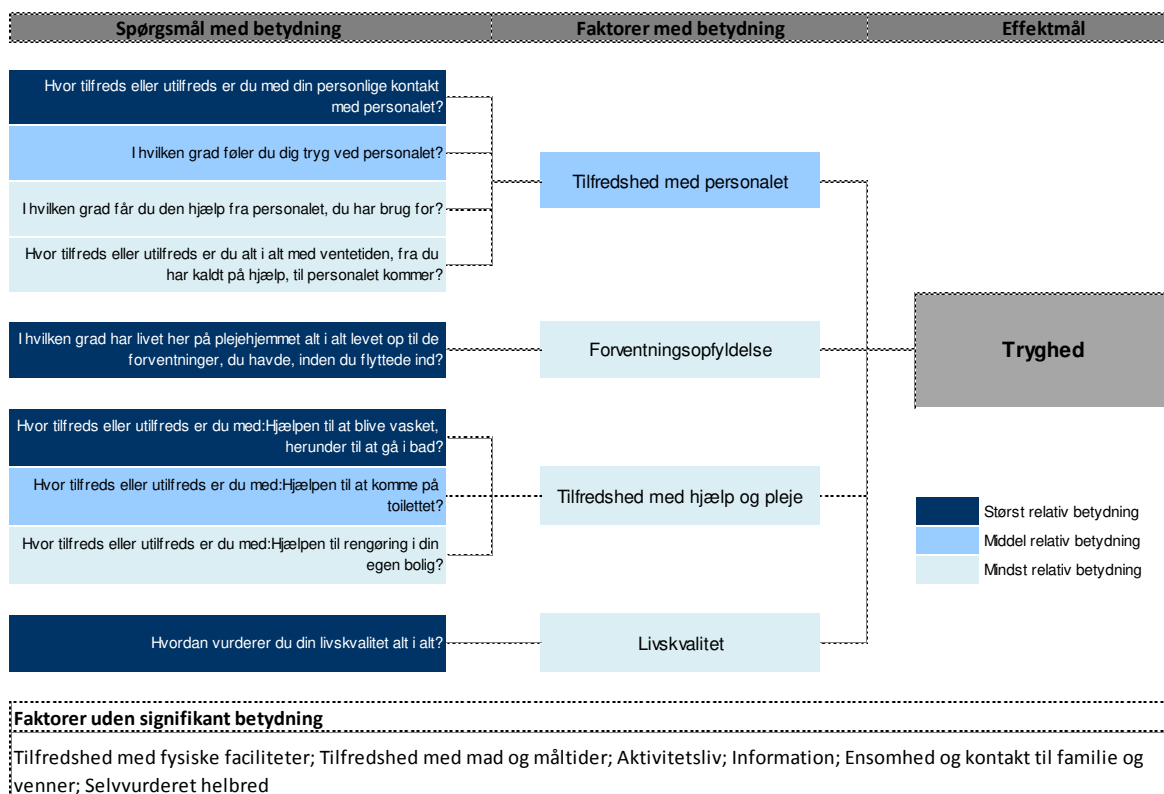 Spørgsmål med betydning
Faktorer med betydning
Effektmål
Hvor tilfreds eller utilfreds er du med din personlige kontakt
med personalet?
I hvilken grad føler du dig tryg ved personalet?
I hvilken grad får du den hjælp fra personalet, du har brug for?
Hvor tilfreds eller utilfreds er du alt i alt med ventetiden, fra du
har kaldt på hjælp, til personalet kommer?
Tilfredshed med personalet
I hvilken grad har livet her på plejehjemmet alt i alt levet op til de
forventninger, du havde, inden du flyttede ind?
Forventningsopfyldelse
Tryghed
Hvor tilfreds eller utilfreds er du med:Hjælpen til at blive vasket,
herunder til at gå i bad?
Hvor tilfreds eller utilfreds er du med:Hjælpen til at komme på
toilettet?
Hvor tilfreds eller utilfreds er du med:Hjælpen til rengøring i din
egen bolig?
Tilfredshed med hjælp og pleje
Størst relativ betydning
Middel relativ betydning
Mindst relativ betydning
Hvordan vurderer du din livskvalitet alt i alt?
Livskvalitet
Faktorer uden signifikant betydning
Tilfredshed med fysiske faciliteter; Tilfredshed med mad og måltider; Aktivitetsliv; Information; Ensomhed og kontakt til familie og
venner; Selvvurderet helbred